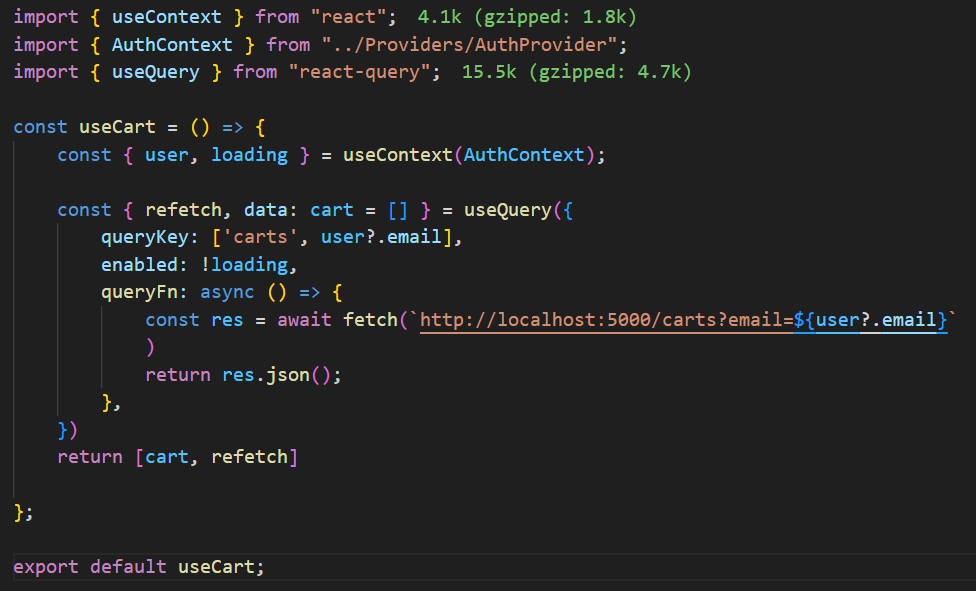 import { useContext } from "react";  4.1k (gzipped: 1.8k)
import { AuthContext } from "../Providers/AuthProvider";
import { useQuery } from "react-query";  15.5k (gzipped: 4.7k)

const useCart = () => {
    const { user, loading } = useContext(AuthContext);

    const { refetch, data: cart = [] } = useQuery({
        queryKey: ['carts', user?.email],
        enabled: !loading,
        queryFn: async () => {
            const res = await fetch(`http://localhost:5000/carts?email=${user?.email}`
            )
            return res.json();
        },
    })
    return [cart, refetch]

};

export default useCart;